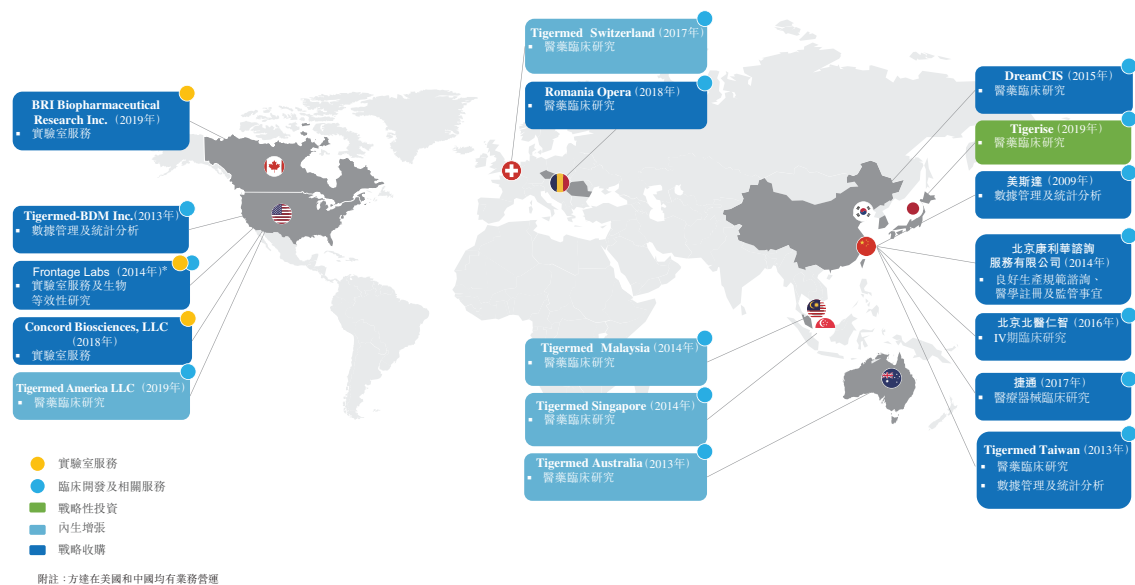 Tigermed Switzerland (2017年)
▪ 醫藥臨床研究
Romania Opera (2018年)
▪ 醫藥臨床研究
BRI Biopharmaceutical
Research Inc. (2019年)
▪ 實驗室服務
Tigermed-BDM Inc.(2013年)
▪ 數據管理及統計分析
Frontage Labs (2014年)*
▪ 實驗室服務及生物
等效性研究
Concord Biosciences, LLC
(2018年)
▪ 實驗室服務
Tigermed America LLC (2019年)
▪ 醫藥臨床研究
Tigermed Malaysia (2014年)
▪ 醫藥臨床研究
Tigermed Singapore (2014年)
▪ 醫藥臨床研究
Tigermed Australia (2013年)
▪ 醫藥臨床研究
DreamCIS (2015年)
▪ 醫藥臨床研究
Tigerise (2019年)
▪ 醫藥臨床研究
美斯達 (2009年)
▪ 數據管理及統計分析
北京康利華諮詢
服務有限公司 (2014年)
▪ 良好生產規範諮詢、
醫學註冊及監管事宜
北京北醫仁智 (2016年)
▪ IV期臨床研究
捷通 (2017年)
▪ 醫療器械臨床研究
Tigermed Taiwan (2013年)
▪ 醫藥臨床研究
▪ 數據管理及統計分析
實驗室服務
臨床開發及相關服務
戰略性投資
內生增張
戰略收購
附註：方達在美國和中國均有業務營運